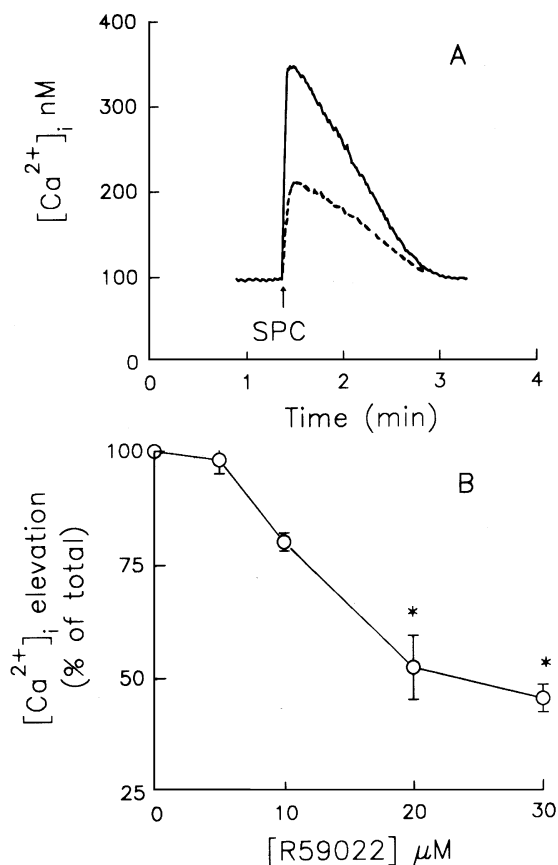 400
A
300
200
100
0
[Ca²⁺]ᵢ nM
SPC
0 1 2 3 4
Time (min)
100
B
75
50
25
[Ca²⁺]ᵢ elevation
(% of total)
*
*
0 10 20 30
[R59022] μM